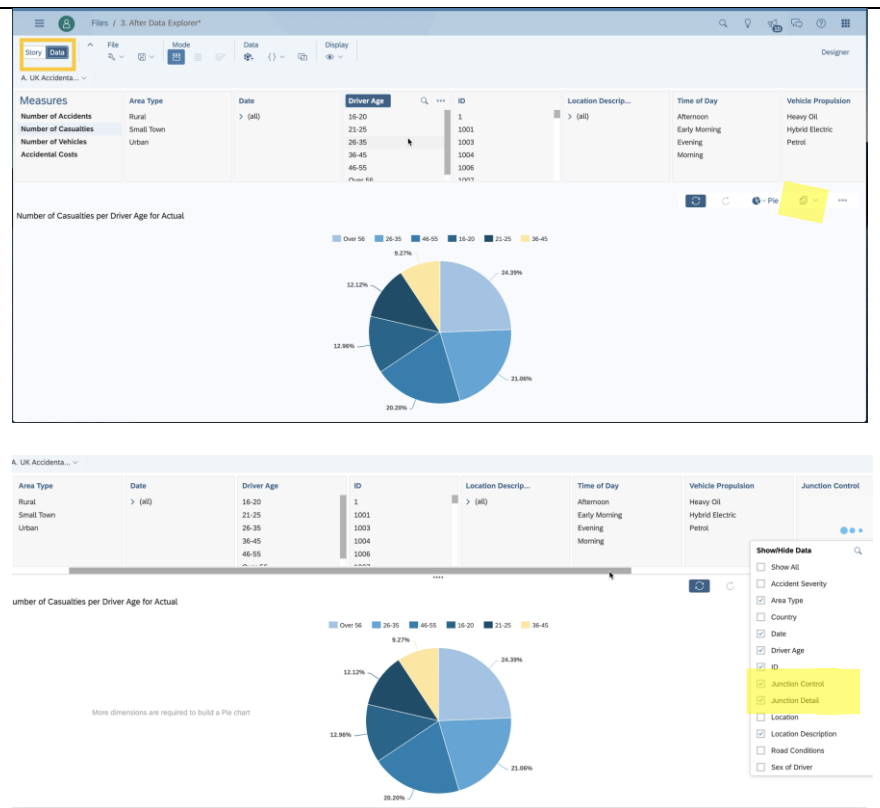 Files / 3. After Data Explorer*
23
Story Data
File
Mode
Data
Display
Designer
A. UK Accidenta...
Measures
Number of Accidents
Number of Casualties
Number of Vehicles
Accidental Costs
Area Type
Rural
Small Town
Urban
Date
> (all)
Driver Age
16-20
21-25
26-35
36-45
46-55
Over 56
ID
1
1001
1003
1004
1006
1007
Location Descrip...
> (all)
Time of Day
Afternoon
Early Morning
Evening
Morning
Vehicle Propulsion
Heavy Oil
Hybrid Electric
Petrol
Pie
Number of Casualties per Driver Age for Actual
Over 56 26-35 46-55 16-20 21-25 36-45
9.27%
24.39%
12.12%
12.96%
21.06%
20.20%
A. UK Accidenta...
Area Type
Rural
Small Town
Urban
Date
> (all)
Driver Age
16-20
21-25
26-35
36-45
46-55
ID
1
1001
1003
1004
1006
Location Descrip...
> (all)
Time of Day
Afternoon
Early Morning
Evening
Morning
Vehicle Propulsion
Heavy Oil
Hybrid Electric
Petrol
Junction Control
Show/Hide Data
Show All
Accident Severity
Area Type
Country
Date
Driver Age
ID
Junction Control
Junction Detail
Location
Location Description
Road Conditions
Sex of Driver
umber of Casualties per Driver Age for Actual
Over 56 26-35 46-55 16-20 21-25 36-45
9.27%
24.39%
12.12%
More dimensions are required to build a Pie chart
12.96%
21.06%
20.20%